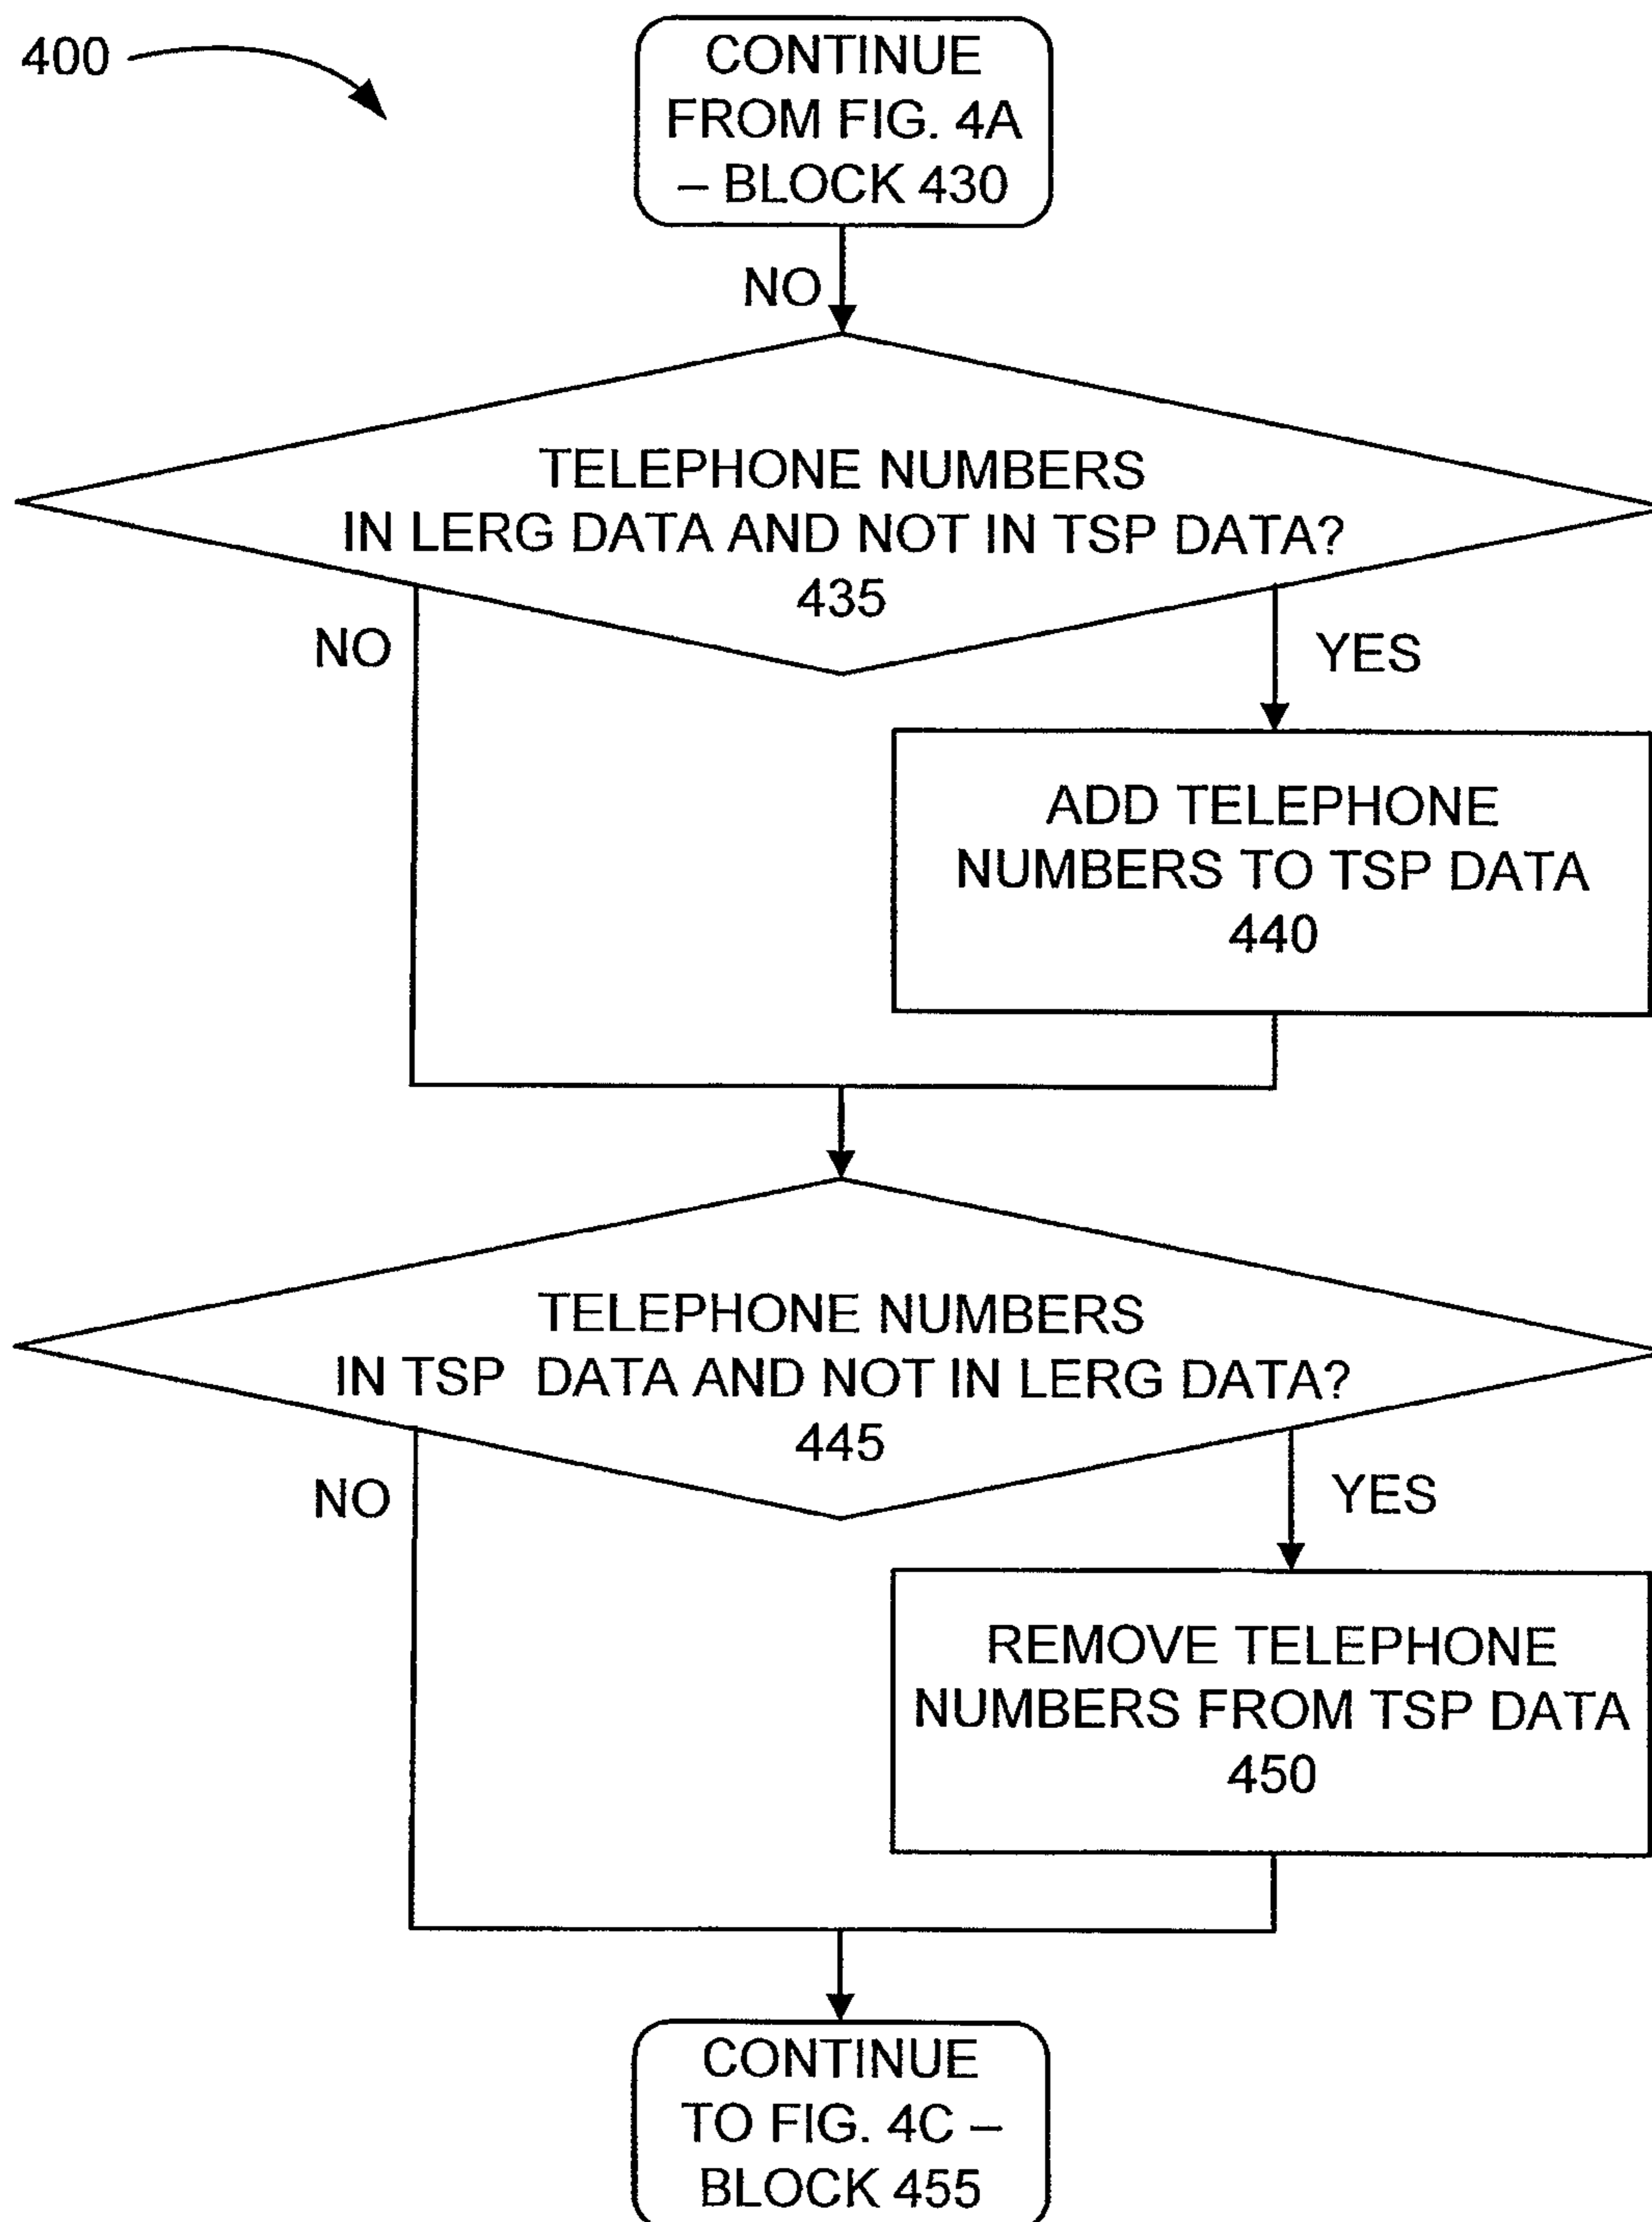 400
CONTINUE
FROM FIG. 4A
– BLOCK 430
NO
TELEPHONE NUMBERS
IN LERG DATA AND NOT IN TSP DATA?
435
NO
YES
ADD TELEPHONE
NUMBERS TO TSP DATA
440
TELEPHONE NUMBERS
IN TSP DATA AND NOT IN LERG DATA?
445
NO
YES
REMOVE TELEPHONE
NUMBERS FROM TSP DATA
450
CONTINUE
TO FIG. 4C –
BLOCK 455